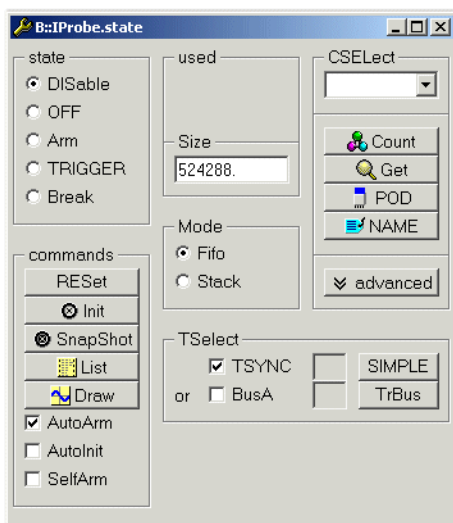 B::IProbe.state
state
DISable
OFF
Arm
TRIGGER
Break
used
Size
524288.
Mode
Fifo
Stack
CSELect
Count
Get
POD
NAME
advanced
commands
RESet
Init
SnapShot
List
Draw
AutoArm
AutoInit
SelfArm
TSelect
TSYNC
SIMPLE
or BusA
TrBus